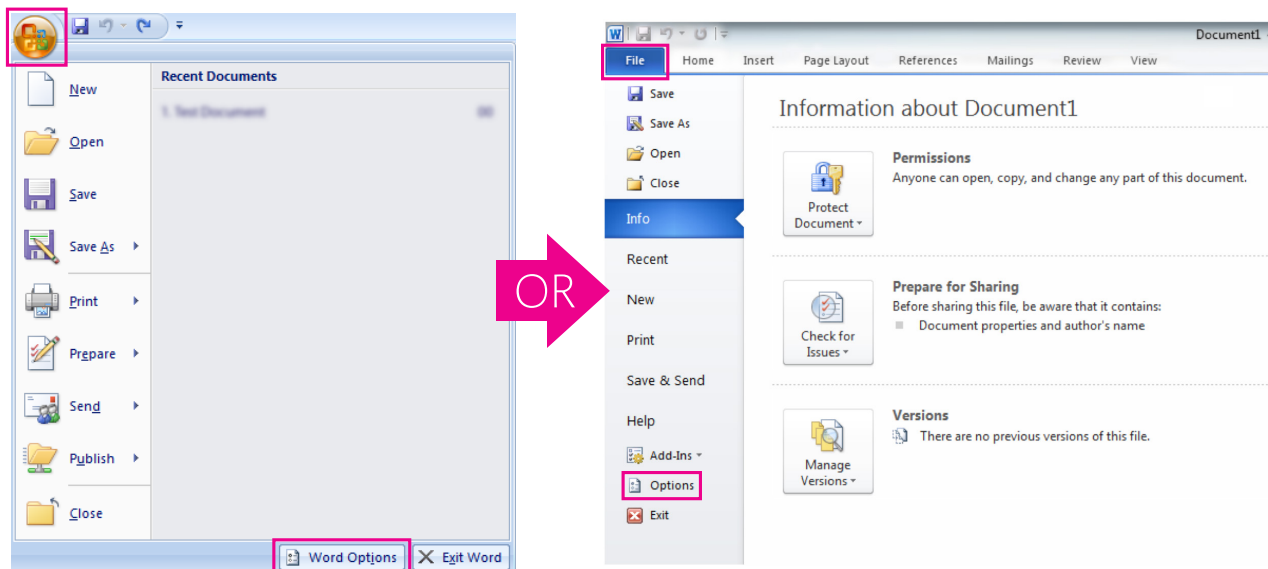 Recent Documents
New
1. Test Document
Open
Save
Save As
Print
Prepare
Send
Publish
Close
Word Options
Exit Word
OR
W
Document1
File Home Insert Page Layout References Mailings Review View
Save
Save As
Open
Close
Info
Recent
New
Print
Save & Send
Help
Add-Ins
Options
Exit
Information about Document1
Protect
Document
Permissions
Anyone can open, copy, and change any part of this document.
Check for
Issues
Prepare for Sharing
Before sharing this file, be aware that it contains:
Document properties and author's name
Manage
Versions
Versions
There are no previous versions of this file.